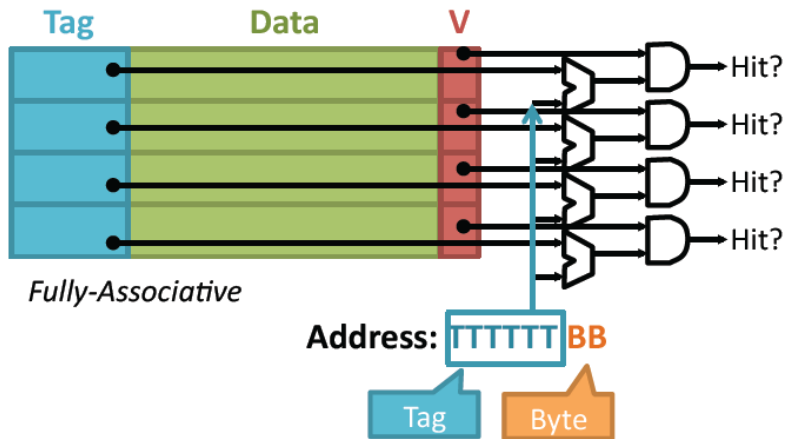 Tag Data V
Hit?
Hit?
Hit?
Hit?
Fully-Associative
Address: TTTTTT BB
Tag Byte